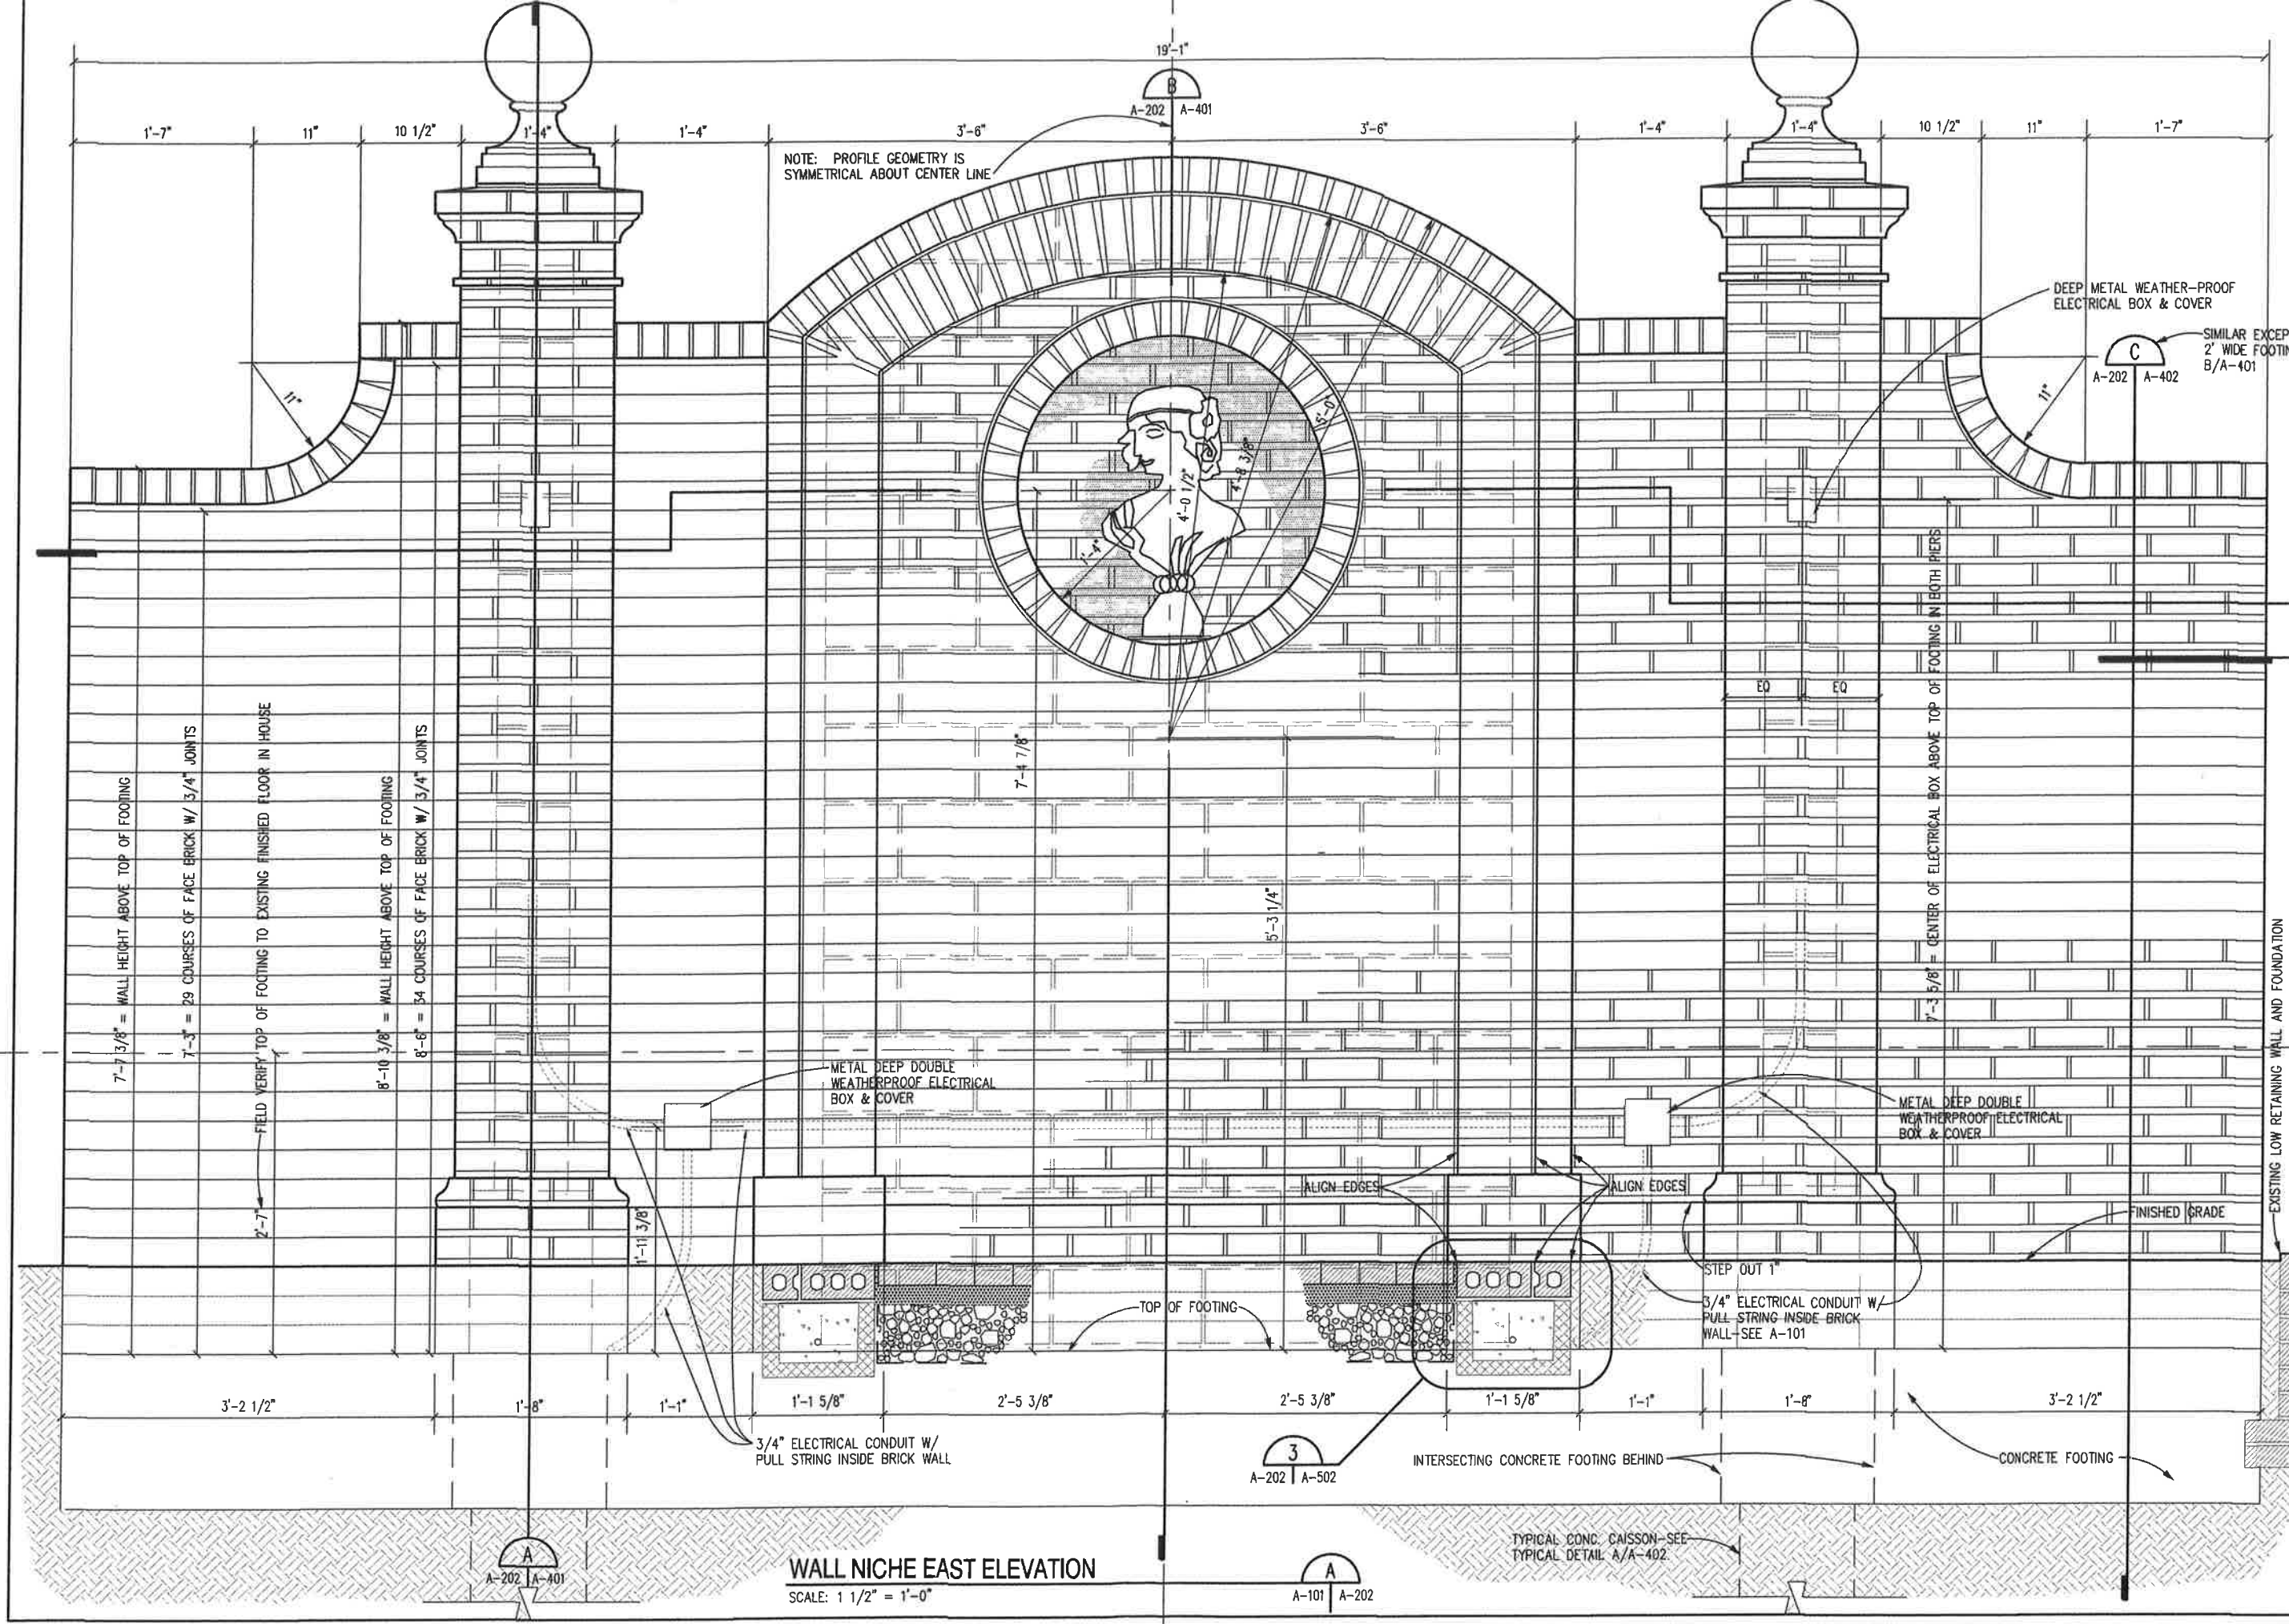 19'-1"
B
A-202 A-401
1'-7"
11"
10 1/2"
1'-4"
1'-4"
3'-6"
3'-6"
1'-4"
1'-4"
10 1/2"
11"
1'-7"
NOTE: PROFILE GEOMETRY IS
SYMMETRICAL ABOUT CENTER LINE
DEEP METAL WEATHER-PROOF
ELECTRICAL BOX & COVER
SIMILAR EXCEP
2' WIDE FOOTIN
B/A-401
C
A-202 A-402
11"
11"
5'-0"
4'-8 3/8"
4'-0 1/2"
1'-4"
EQ
EQ
7'-7 3/8" = WALL HEIGHT ABOVE TOP OF FOOTING
7'-3" = 29 COURSES OF FACE BRICK W/ 3/4" JOINTS
2'-7" FIELD VERIFY TOP OF FOOTING TO EXISTING FINISHED FLOOR IN HOUSE
8'-10 3/8" = WALL HEIGHT ABOVE TOP OF FOOTING
8'-6" = 34 COURSES OF FACE BRICK W/ 3/4" JOINTS
7'-4 7/8"
5'-3 1/4"
7'-3 5/8" = CENTER OF ELECTRICAL BOX ABOVE TOP OF FOOTING IN BOTH PIERS
EXISTING LOW RETAINING WALL AND FOUNDATION
METAL DEEP DOUBLE
WEATHERPROOF ELECTRICAL
BOX & COVER
METAL DEEP DOUBLE
WEATHERPROOF ELECTRICAL
BOX & COVER
1'-11 3/8"
ALIGN EDGES
ALIGN EDGES
FINISHED GRADE
STEP OUT 1"
3/4" ELECTRICAL CONDUIT W/
PULL STRING INSIDE BRICK
WALL-SEE A-101
TOP OF FOOTING
3'-2 1/2"
1'-8"
1'-1"
1'-1 5/8"
2'-5 3/8"
2'-5 3/8"
1'-1 5/8"
1'-1"
1'-8"
3'-2 1/2"
3/4" ELECTRICAL CONDUIT W/
PULL STRING INSIDE BRICK WALL
3
A-202 A-502
INTERSECTING CONCRETE FOOTING BEHIND
CONCRETE FOOTING
TYPICAL CONC. CAISSON-SEE
TYPICAL DETAIL A/A-402
A
A-202 A-401
WALL NICHE EAST ELEVATION
SCALE: 1 1/2" = 1'-0"
A
A-101 A-202